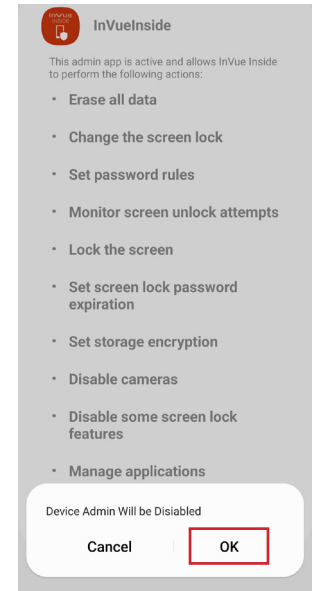 InVue
INSIDE
InVueInside
This admin app is active and allows InVue Inside
to perform the following actions:
• Erase all data
• Change the screen lock
• Set password rules
• Monitor screen unlock attempts
• Lock the screen
• Set screen lock password
expiration
• Set storage encryption
• Disable cameras
• Disable some screen lock
features
• Manage applications
Device Admin Will be Disiabled
Cancel OK